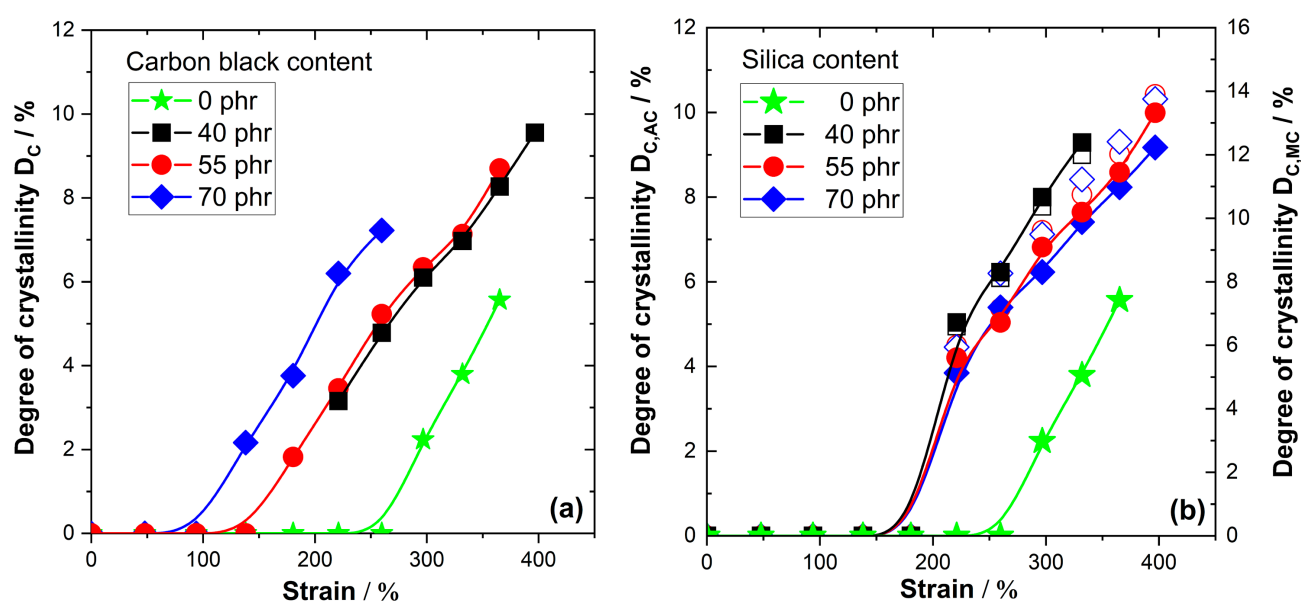 Carbon black content
0 phr
40 phr
55 phr
70 phr
Degree of crystallinity D_C / %
0
2
4
6
8
10
12
0
100
200
300
400
Strain / %
(a)
Silica content
0 phr
40 phr
55 phr
70 phr
Degree of crystallinity D_C,AC / %
0
2
4
6
8
10
12
0
100
200
300
400
Strain / %
(b)
0
2
4
6
8
10
12
14
16
Degree of crystallinity D_C,MC / %